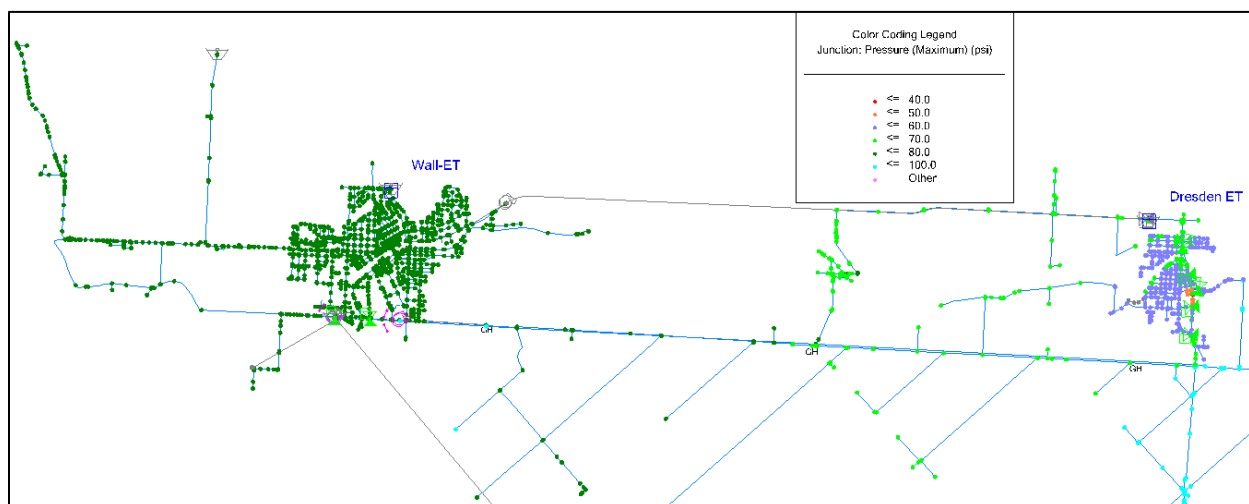 Color Coding Legend
Junction: Pressure (Maximum) (psi)
<= 40.0
<= 50.0
<= 60.0
<= 70.0
<= 80.0
<= 100.0
Other
Wall-ET
Dresden ET
GH
GH
GH